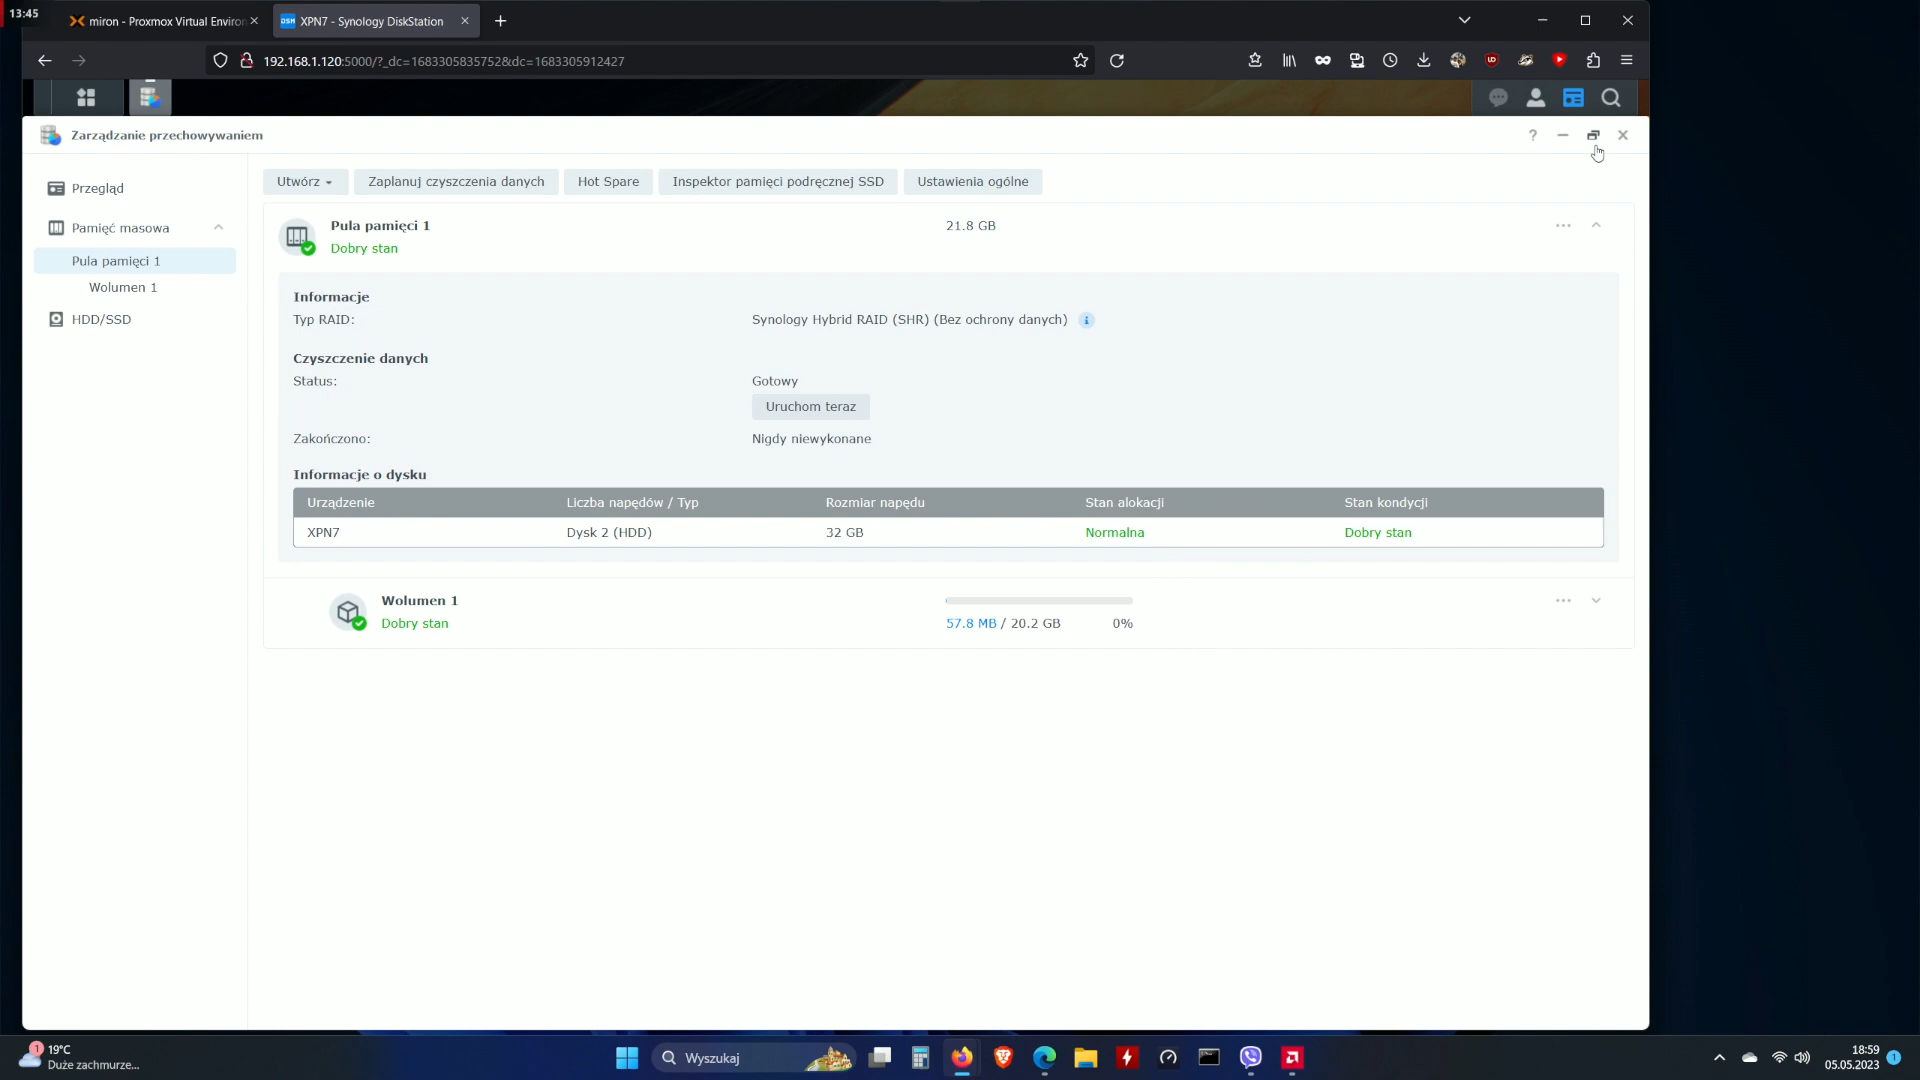 13:45
miron - Proxmox Virtual Environ
DSM XPN7 - Synology DiskStation
192.168.1.120:5000/?_dc=1683305835752&dc=1683305912427
Zarządzanie przechowywaniem
Przegląd
Pamięć masowa
Pula pamięci 1
Wolumen 1
HDD/SSD
Utwórz
Zaplanuj czyszczenia danych
Hot Spare
Inspektor pamięci podręcznej SSD
Ustawienia ogólne
Pula pamięci 1
21.8 GB
Dobry stan
Informacje
Typ RAID:
Synology Hybrid RAID (SHR) (Bez ochrony danych)
Czyszczenie danych
Status:
Gotowy
Uruchom teraz
Zakończono:
Nigdy niewykonane
Informacje o dysku
Urządzenie
Liczba napędów / Typ
Rozmiar napędu
Stan alokacji
Stan kondycji
XPN7
Dysk 2 (HDD)
32 GB
Normalna
Dobry stan
Wolumen 1
Dobry stan
57.8 MB / 20.2 GB
0%
1
19°C
Duże zachmurze...
Wyszukaj
18:59
05.05.2023
1